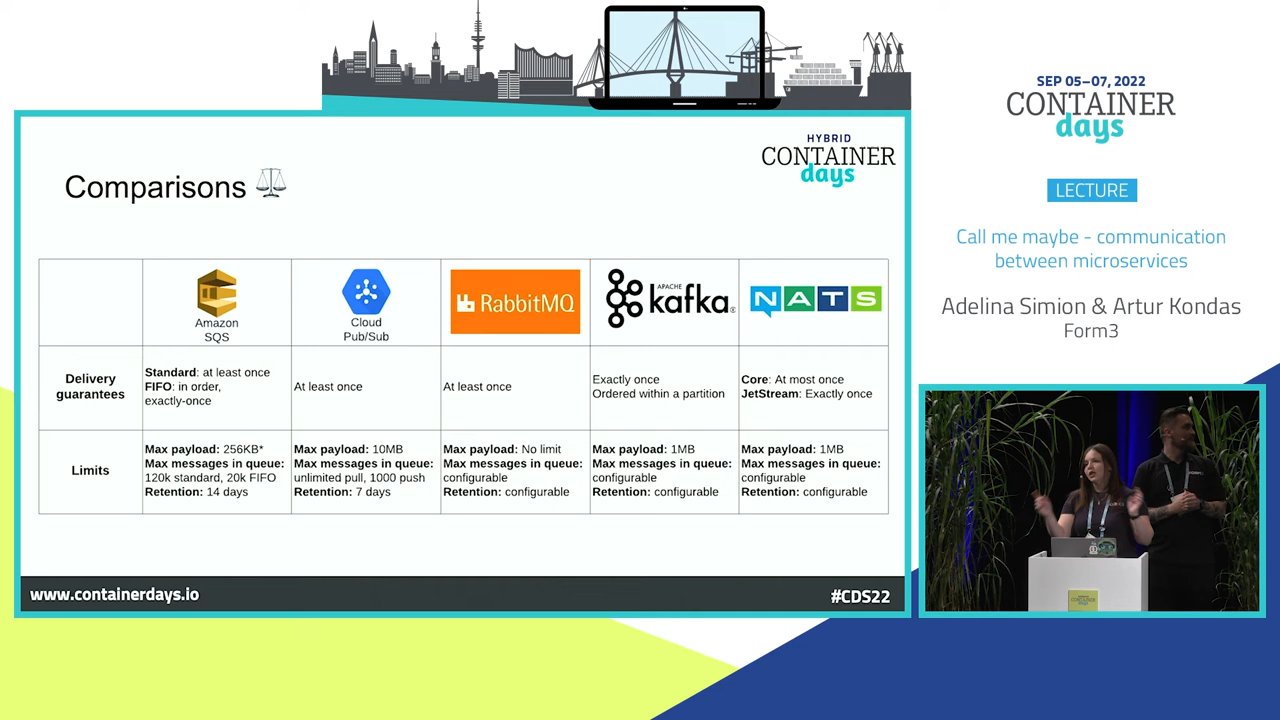 SEP 05–07, 2022
CONTAINER
days
LECTURE
Call me maybe - communication
between microservices
Adelina Simion & Artur Kondas
Form3
HYBRID
CONTAINER
days
Comparisons
Amazon
SQS
Cloud
Pub/Sub
RabbitMQ
APACHE
kafka
NATS
Delivery
guarantees
Standard: at least once
FIFO: in order,
exactly-once
At least once
At least once
Exactly once
Ordered within a partition
Core: At most once
JetStream: Exactly once
Limits
Max payload: 256KB*
Max messages in queue:
120k standard, 20k FIFO
Retention: 14 days
Max payload: 10MB
Max messages in queue:
unlimited pull, 1000 push
Retention: 7 days
Max payload: No limit
Max messages in queue:
configurable
Retention: configurable
Max payload: 1MB
Max messages in queue:
configurable
Retention: configurable
Max payload: 1MB
Max messages in queue:
configurable
Retention: configurable
www.containerdays.io
#CDS22